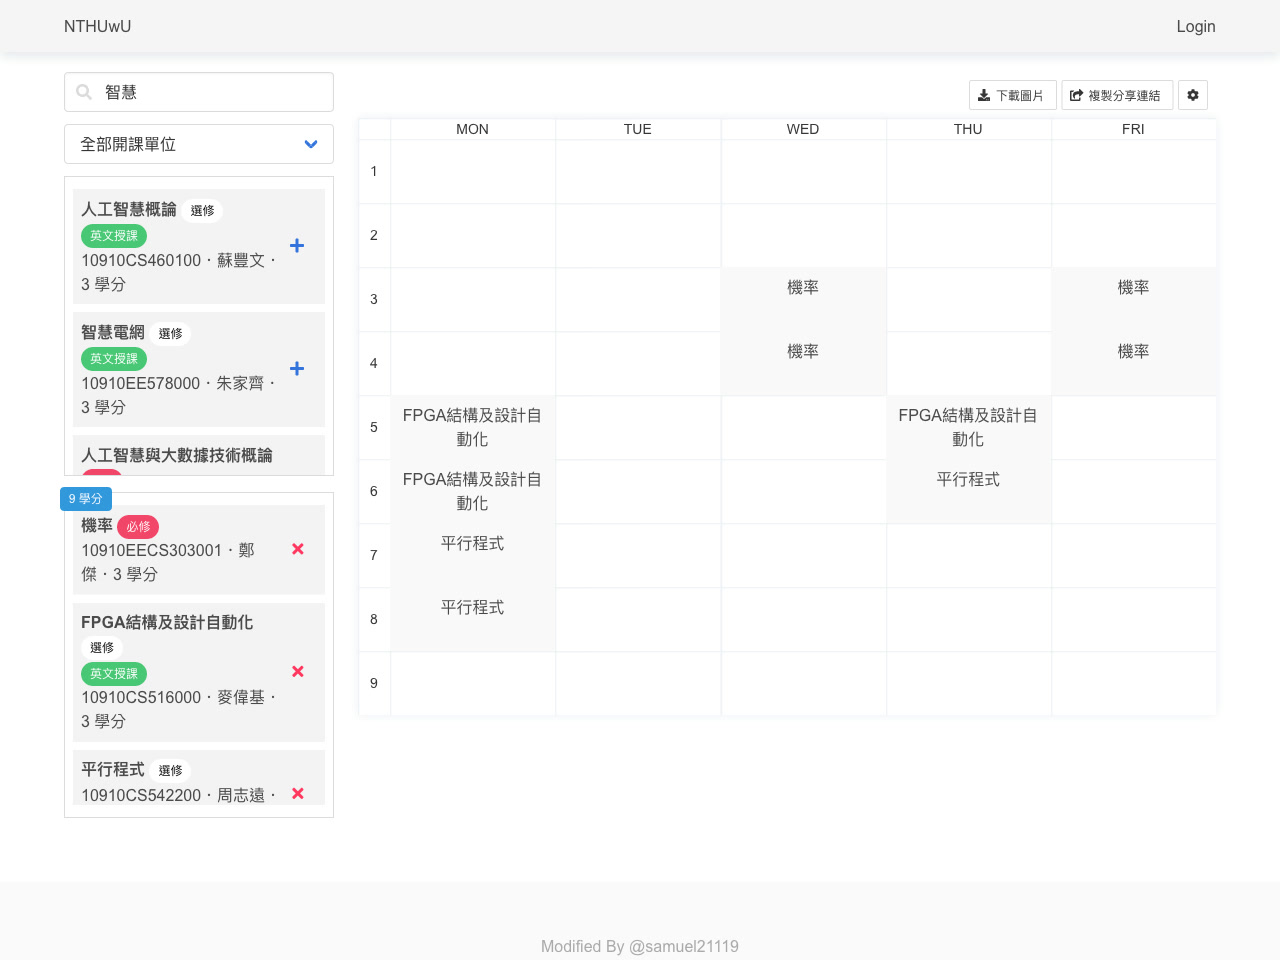 NTHUwU
Login
智慧
全部開課單位
人工智慧概論 選修
英文授課
10910CS460100・蘇豐文・
3 學分
智慧電網 選修
英文授課
10910EE578000・朱家齊・
3 學分
人工智慧與大數據技術概論
9 學分
機率 必修
10910EECS303001・鄭
傑・3 學分
FPGA結構及設計自動化
選修
英文授課
10910CS516000・麥偉基・
3 學分
平行程式 選修
10910CS542200・周志遠・
下載圖片 複製分享連結
MON TUE WED THU FRI
1
2
3 機率 機率
4 機率 機率
5 FPGA結構及設計自動化 FPGA結構及設計自動化
6 FPGA結構及設計自動化 平行程式
7 平行程式
8 平行程式
9
Modified By @samuel21119